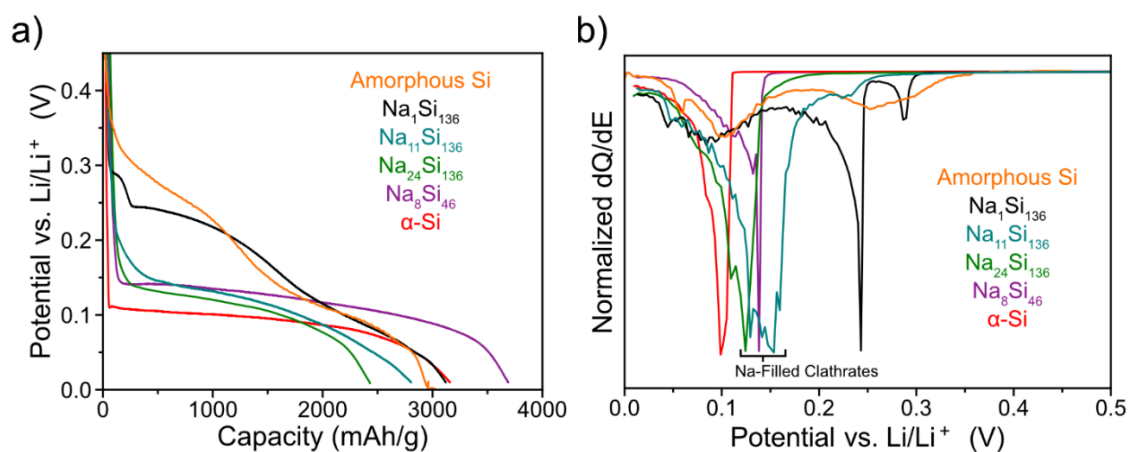 a)
Potential vs. Li/Li⁺ (V)
0.4
0.3
0.2
0.1
0.0
Amorphous Si
Na₁Si₁₃₆
Na₁₁Si₁₃₆
Na₂₄Si₁₃₆
Na₈Si₄₆
α-Si
0 1000 2000 3000 4000
Capacity (mAh/g)
b)
Normalized dQ/dE
Amorphous Si
Na₁Si₁₃₆
Na₁₁Si₁₃₆
Na₂₄Si₁₃₆
Na₈Si₄₆
α-Si
Na-Filled Clathrates
0.0 0.1 0.2 0.3 0.4 0.5
Potential vs. Li/Li⁺ (V)